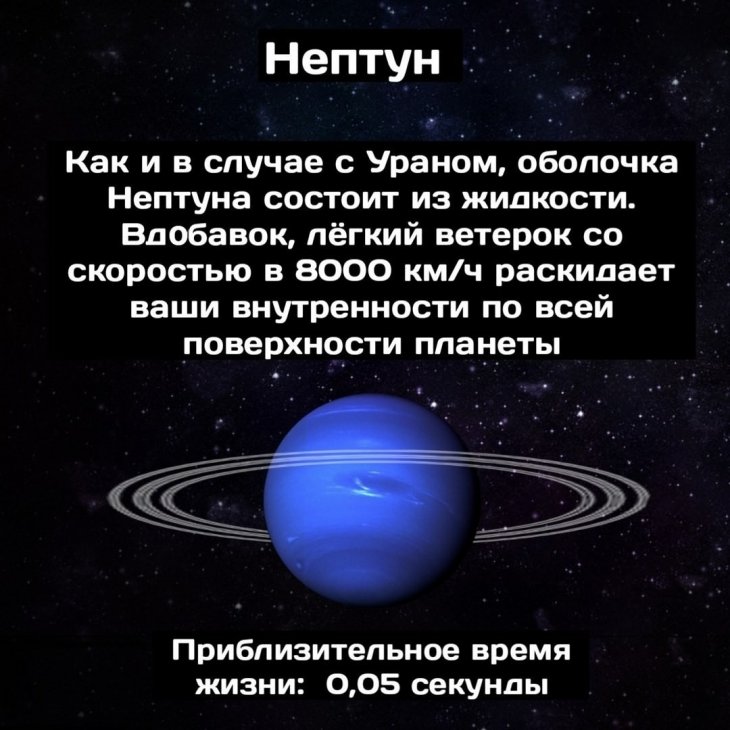 Нептун
Как и в случае с Ураном, оболочка
Нептуна состоит из жидкости.
Вдобавок, лёгкий ветерок со
скоростью в 8000 км/ч раскидает
ваши внутренности по всей
поверхности планеты
Приблизительное время
жизни: 0,05 секунды